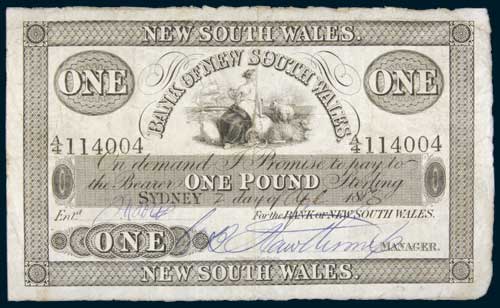 NEW SOUTH WALES.
ONE BANK OF NEW SOUTH WALES. ONE
A/4 114004 A/4 114004
On demand I Promise to pay to
the Bearer ONE POUND Sterling
SYDNEY day of 18
Ent.d For the BANK OF NEW SOUTH WALES.
ONE MANAGER.
NEW SOUTH WALES.